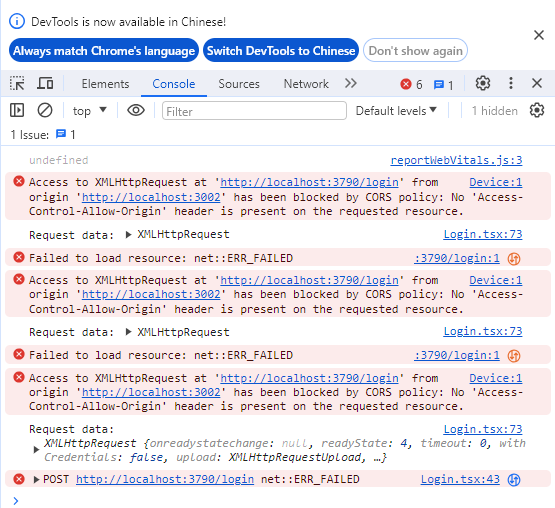 DevTools is now available in Chinese!
Always match Chrome's language Switch DevTools to Chinese Don't show again
Elements Console Sources Network 6 1
top Filter Default levels 1 hidden
1 Issue: 1
undefined reportWebVitals.js:3
Access to XMLHttpRequest at 'http://localhost:3790/login' from Device:1
origin 'http://localhost:3002' has been blocked by CORS policy: No 'Access-
Control-Allow-Origin' header is present on the requested resource.
Request data: XMLHttpRequest Login.tsx:73
Failed to load resource: net::ERR_FAILED :3790/login:1
Access to XMLHttpRequest at 'http://localhost:3790/login' from Device:1
origin 'http://localhost:3002' has been blocked by CORS policy: No 'Access-
Control-Allow-Origin' header is present on the requested resource.
Request data: XMLHttpRequest Login.tsx:73
Failed to load resource: net::ERR_FAILED :3790/login:1
Access to XMLHttpRequest at 'http://localhost:3790/login' from Device:1
origin 'http://localhost:3002' has been blocked by CORS policy: No 'Access-
Control-Allow-Origin' header is present on the requested resource.
Request data: Login.tsx:73
XMLHttpRequest {onreadystatechange: null, readyState: 4, timeout: 0, with
Credentials: false, upload: XMLHttpRequestUpload, …}
POST http://localhost:3790/login net::ERR_FAILED Login.tsx:43